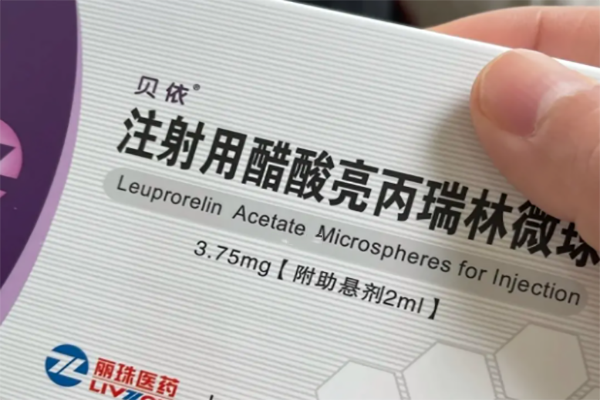 贝依®
注射用醋酸亮丙瑞林微球
Leuprorelin Acetate Microspheres for Injection
3.75mg【附助悬剂2ml】
丽珠医药